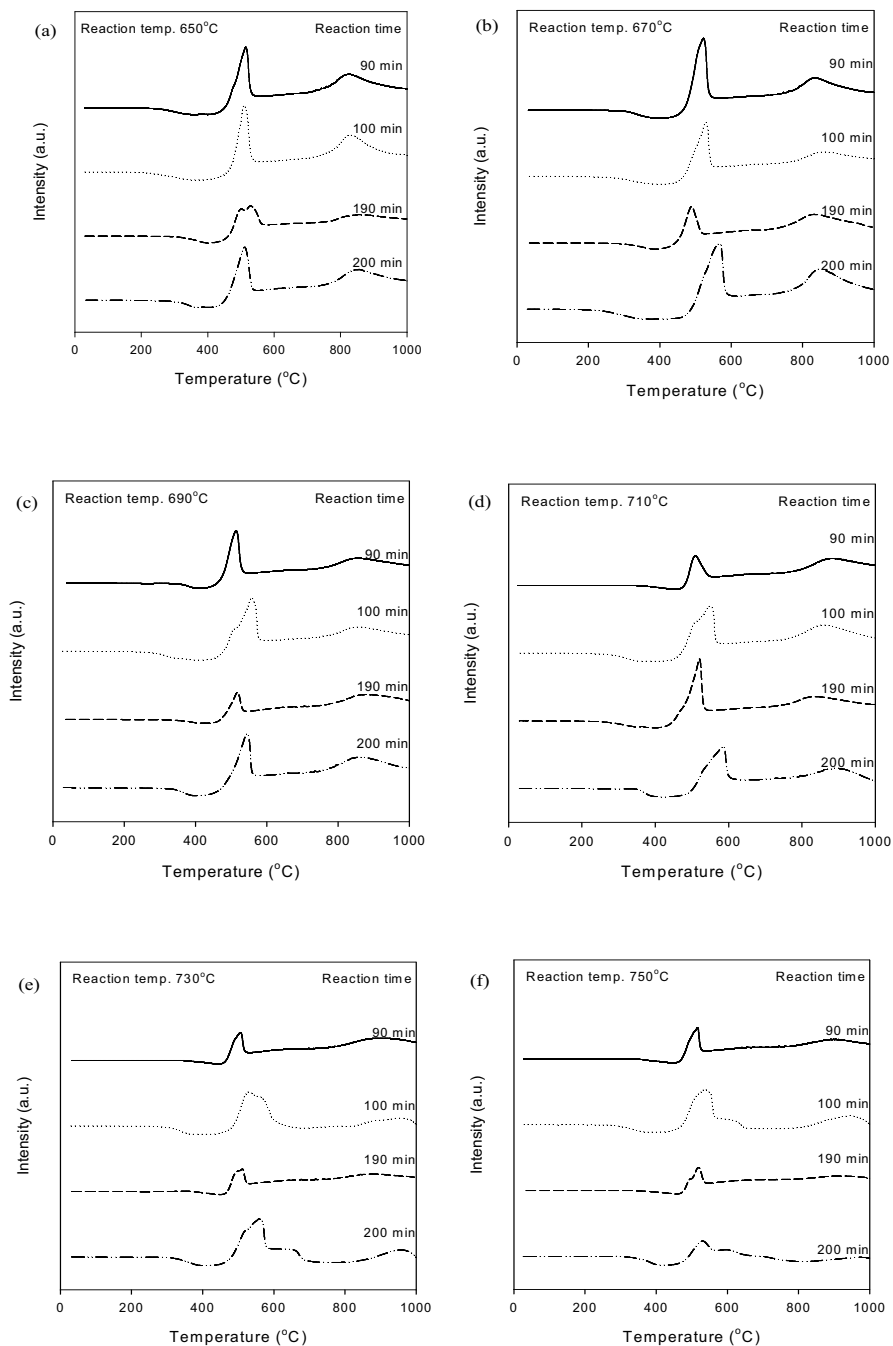 (a)
Reaction temp. 650°C Reaction time
90 min
100 min
190 min
200 min
Intensity (a.u.)
0 200 400 600 800 1000
Temperature (°C)
(b)
Reaction temp. 670°C Reaction time
90 min
100 min
190 min
200 min
Intensity (a.u.)
0 200 400 600 800 1000
Temperature (°C)
(c)
Reaction temp. 690°C Reaction time
90 min
100 min
190 min
200 min
Intensity (a.u.)
0 200 400 600 800 1000
Temperature (°C)
(d)
Reaction temp. 710°C Reaction time
90 min
100 min
190 min
200 min
Intensity (a.u.)
0 200 400 600 800 1000
Temperature (°C)
(e)
Reaction temp. 730°C Reaction time
90 min
100 min
190 min
200 min
Intensity (a.u.)
0 200 400 600 800 1000
Temperature (°C)
(f)
Reaction temp. 750°C Reaction time
90 min
100 min
190 min
200 min
Intensity (a.u.)
0 200 400 600 800 1000
Temperature (°C)